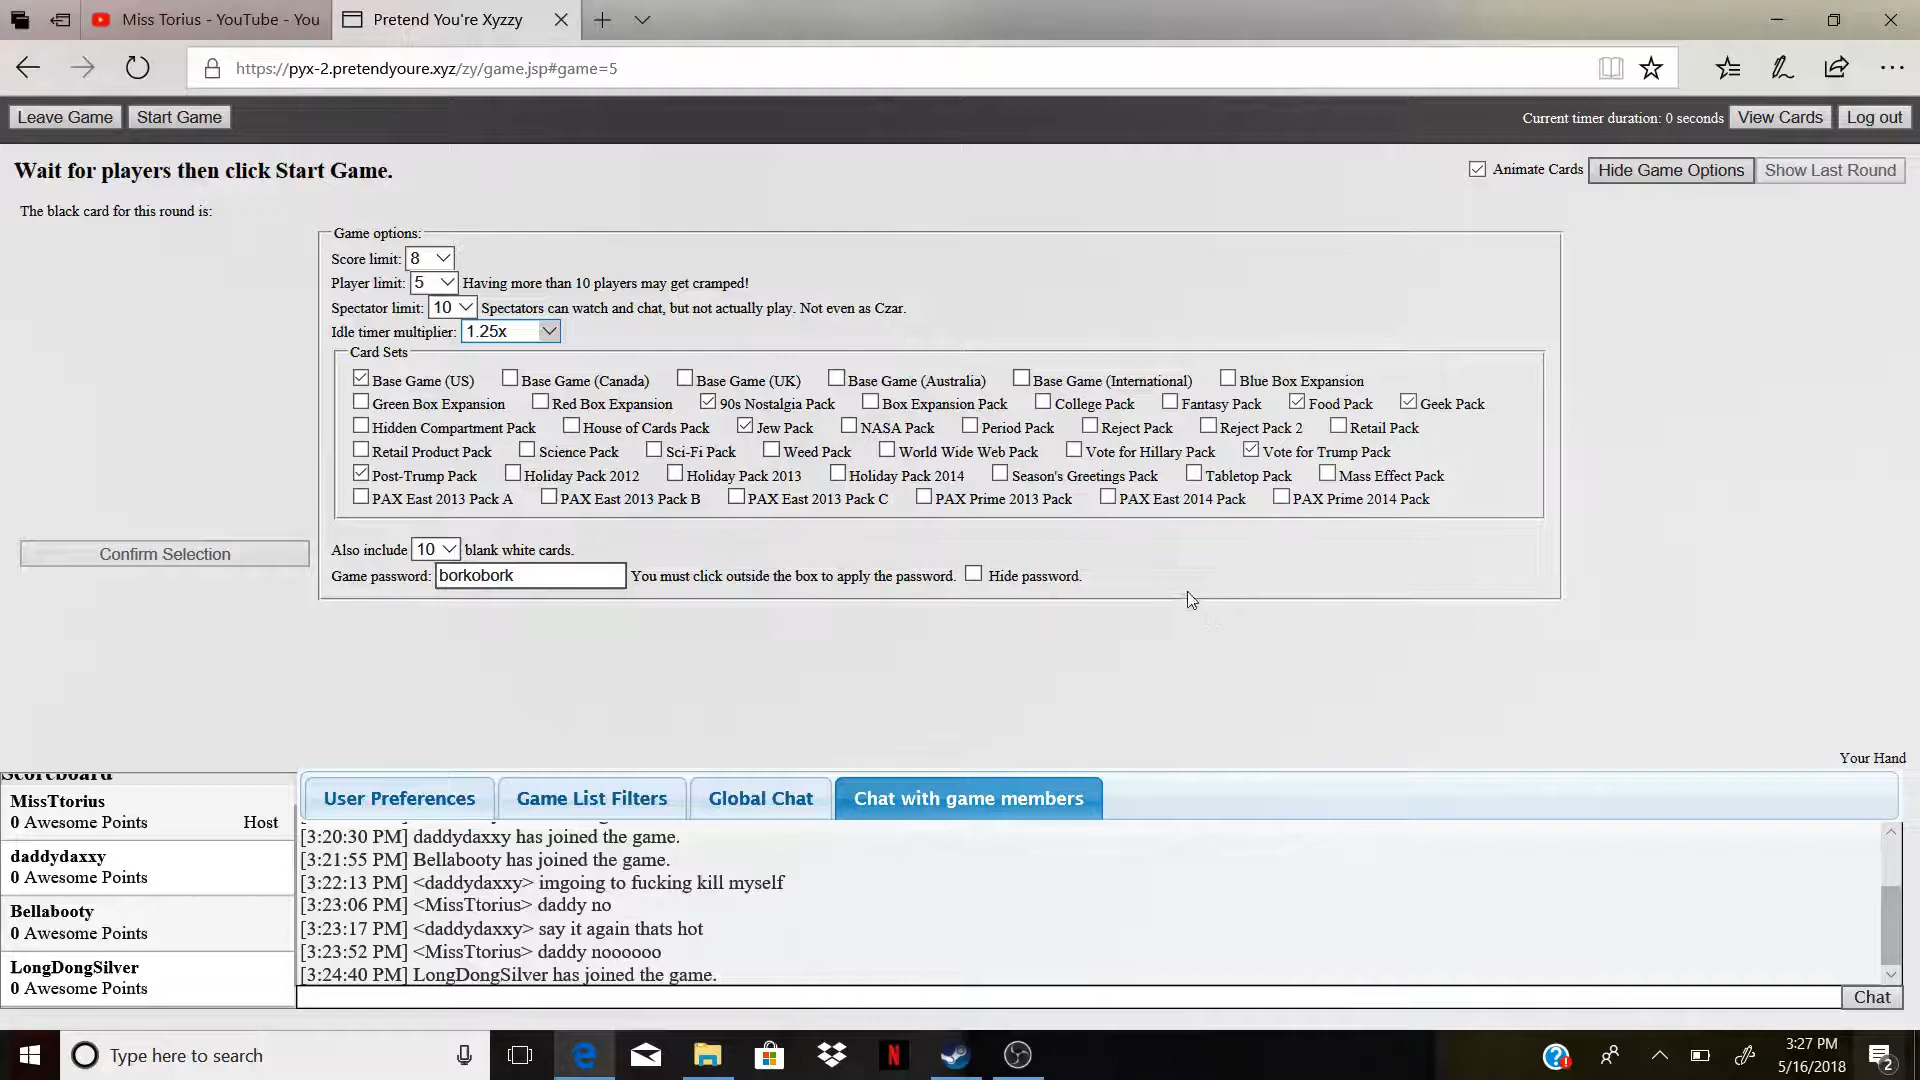 Miss Torius - YouTube - You
Pretend You're Xyzzy
https://pyx-2.pretendyoure.xyz/zy/game.jsp#game=5
Leave Game
Start Game
Current timer duration: 0 seconds
View Cards
Log out
Wait for players then click Start Game.
Animate Cards
Hide Game Options
Show Last Round
The black card for this round is:
Game options:
Score limit: 8
Player limit: 5 Having more than 10 players may get cramped!
Spectator limit: 10 Spectators can watch and chat, but not actually play. Not even as Czar.
Idle timer multiplier: 1.25x
Card Sets
Base Game (US) Base Game (Canada) Base Game (UK) Base Game (Australia) Base Game (International) Blue Box Expansion
Green Box Expansion Red Box Expansion 90s Nostalgia Pack Box Expansion Pack College Pack Fantasy Pack Food Pack Geek Pack
Hidden Compartment Pack House of Cards Pack Jew Pack NASA Pack Period Pack Reject Pack Reject Pack 2 Retail Pack
Retail Product Pack Science Pack Sci-Fi Pack Weed Pack World Wide Web Pack Vote for Hillary Pack Vote for Trump Pack
Post-Trump Pack Holiday Pack 2012 Holiday Pack 2013 Holiday Pack 2014 Season's Greetings Pack Tabletop Pack Mass Effect Pack
PAX East 2013 Pack A PAX East 2013 Pack B PAX East 2013 Pack C PAX Prime 2013 Pack PAX East 2014 Pack PAX Prime 2014 Pack
Also include 10 blank white cards.
Confirm Selection
Game password: borkobork You must click outside the box to apply the password. Hide password.
Your Hand
Scoreboard
MissTtorius
0 Awesome Points Host
daddydaxxy
0 Awesome Points
Bellabooty
0 Awesome Points
LongDongSilver
0 Awesome Points
User Preferences
Game List Filters
Global Chat
Chat with game members
[3:20:30 PM] daddydaxxy has joined the game.
[3:21:55 PM] Bellabooty has joined the game.
[3:22:13 PM] <daddydaxxy> imgoing to fucking kill myself
[3:23:06 PM] <MissTtorius> daddy no
[3:23:17 PM] <daddydaxxy> say it again thats hot
[3:23:52 PM] <MissTtorius> daddy noooooo
[3:24:40 PM] LongDongSilver has joined the game.
Chat
Type here to search
N
3:27 PM
5/16/2018
2